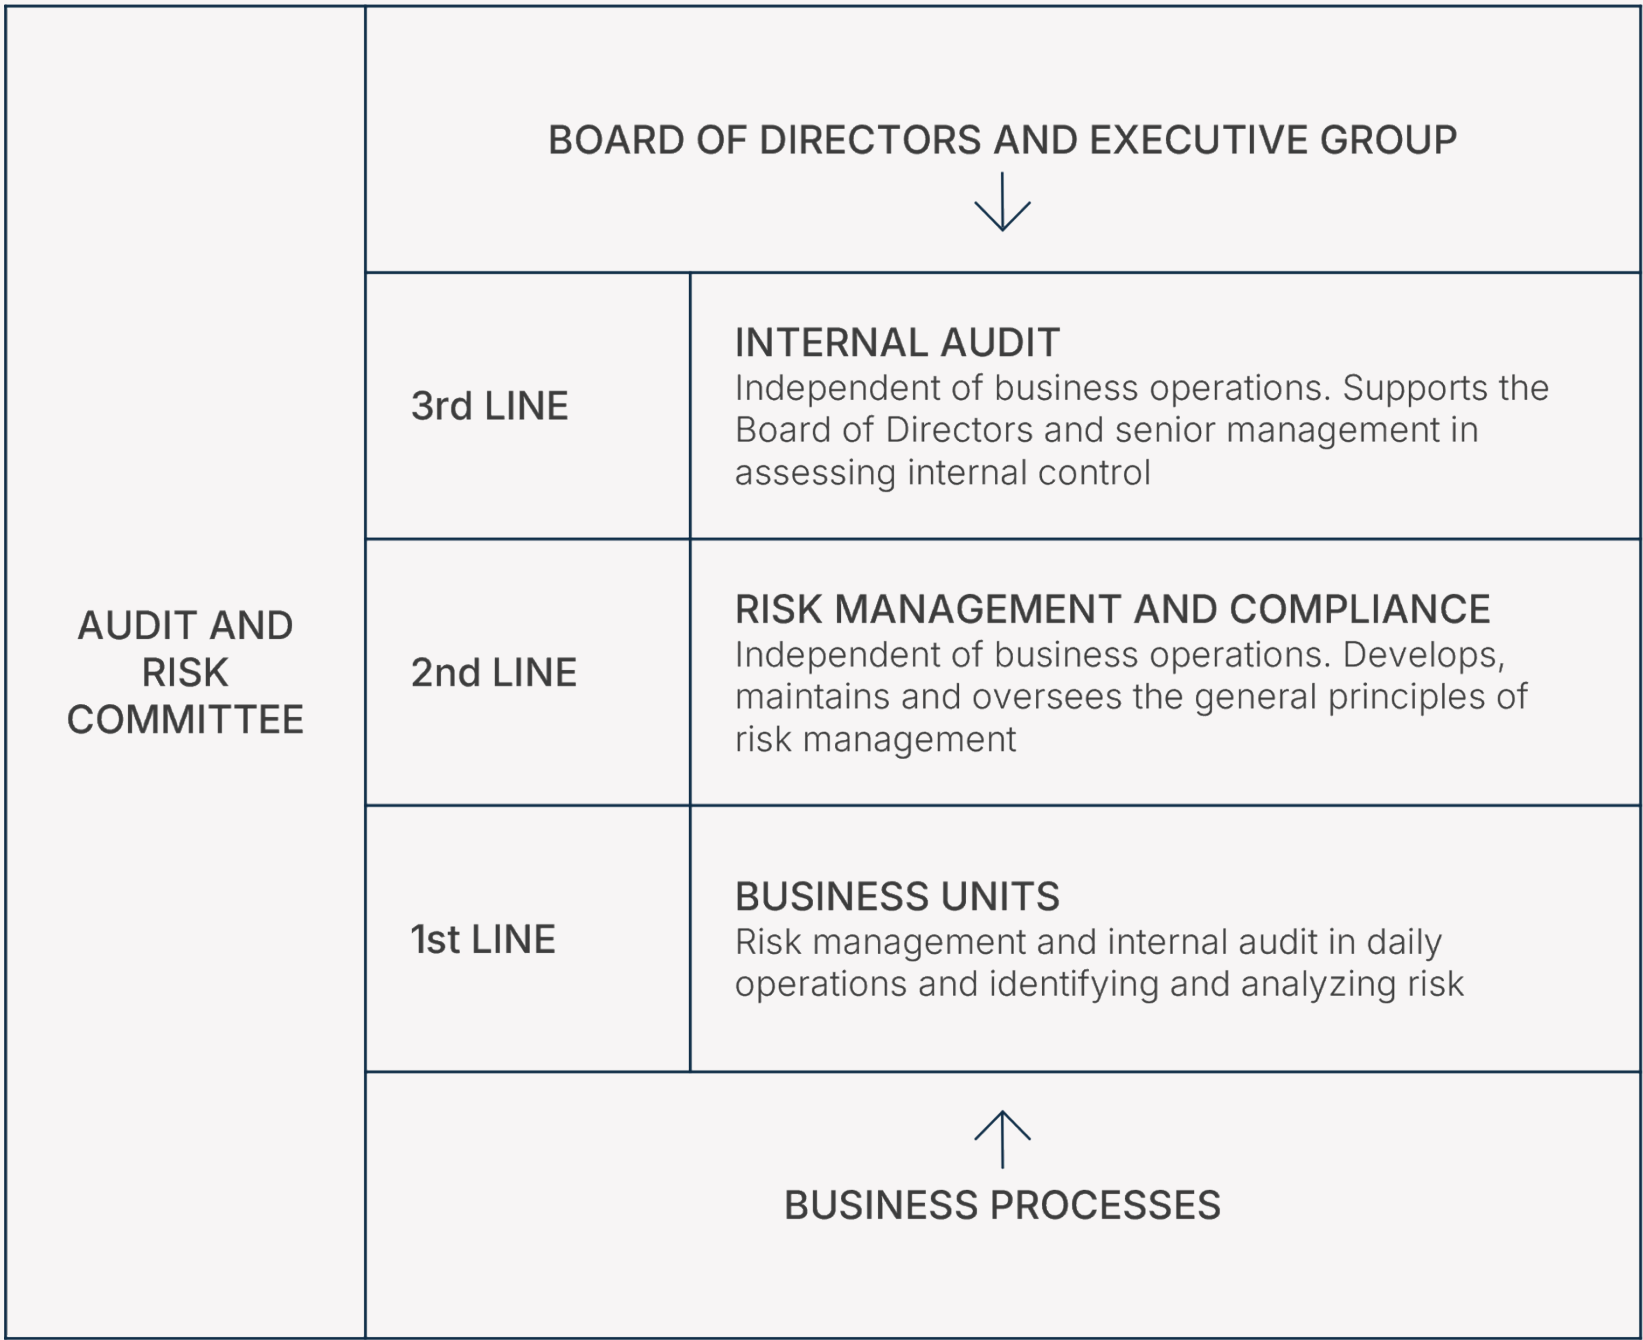 AUDIT AND
RISK
COMMITTEE
BOARD OF DIRECTORS AND EXECUTIVE GROUP
3rd LINE
INTERNAL AUDIT
Independent of business operations. Supports the
Board of Directors and senior management in
assessing internal control
2nd LINE
RISK MANAGEMENT AND COMPLIANCE
Independent of business operations. Develops,
maintains and oversees the general principles of
risk management
1st LINE
BUSINESS UNITS
Risk management and internal audit in daily
operations and identifying and analyzing risk
BUSINESS PROCESSES